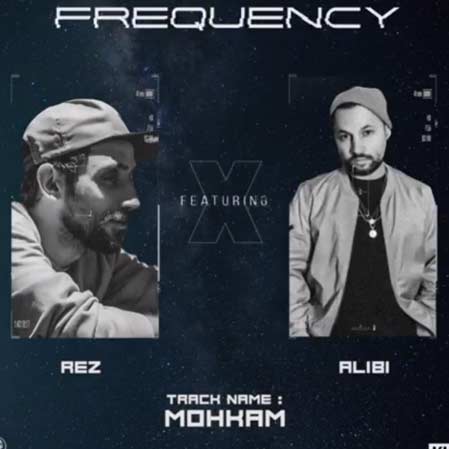 FREQUENCY
FEATURING
X
REZ
ALIBI
TRACK NAME :
MOHKAM